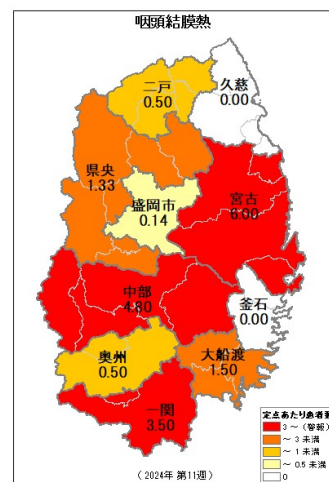 咽頭結膜熱
二戸
0.50
久慈
0.00
県央
1.33
盛岡市
0.14
宮古
6.00
中部
4.80
釜石
0.00
奥州
0.50
大船渡
1.50
一関
3.50
定点あたり患者数
3 ~ (警報)
~ 3 未満
~ 1 未満
~ 0.5 未満
0
(2024年 第11週)